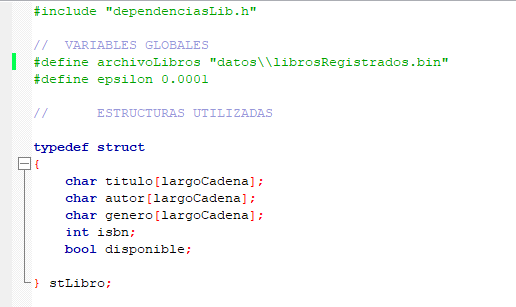 #include "dependenciasLib.h"
//  VARIABLES GLOBALES
#define archivoLibros "datos\\librosRegistrados.bin"
#define epsilon 0.0001
//      ESTRUCTURAS UTILIZADAS
typedef struct
{
    char titulo[largoCadena];
    char autor[largoCadena];
    char genero[largoCadena];
    int isbn;
    bool disponible;
} stLibro;